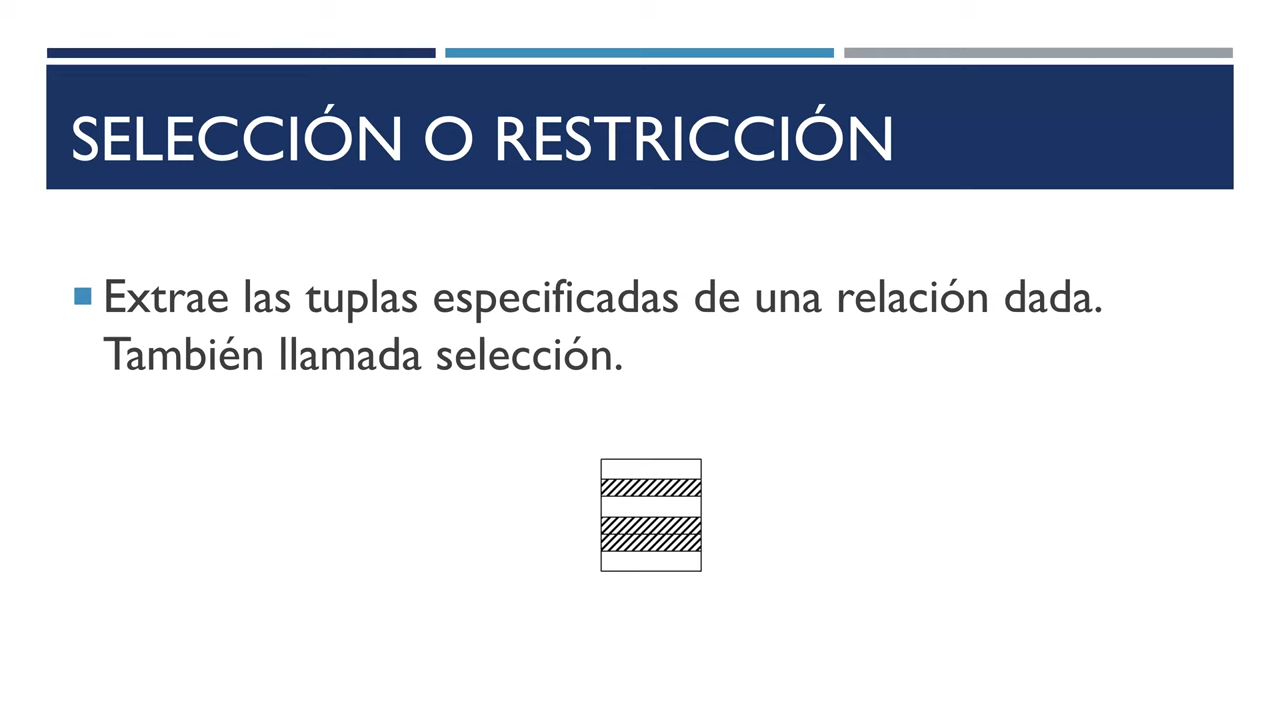 SELECCIÓN O RESTRICCIÓN
Extrae las tuplas especificadas de una relación dada.
También llamada selección.